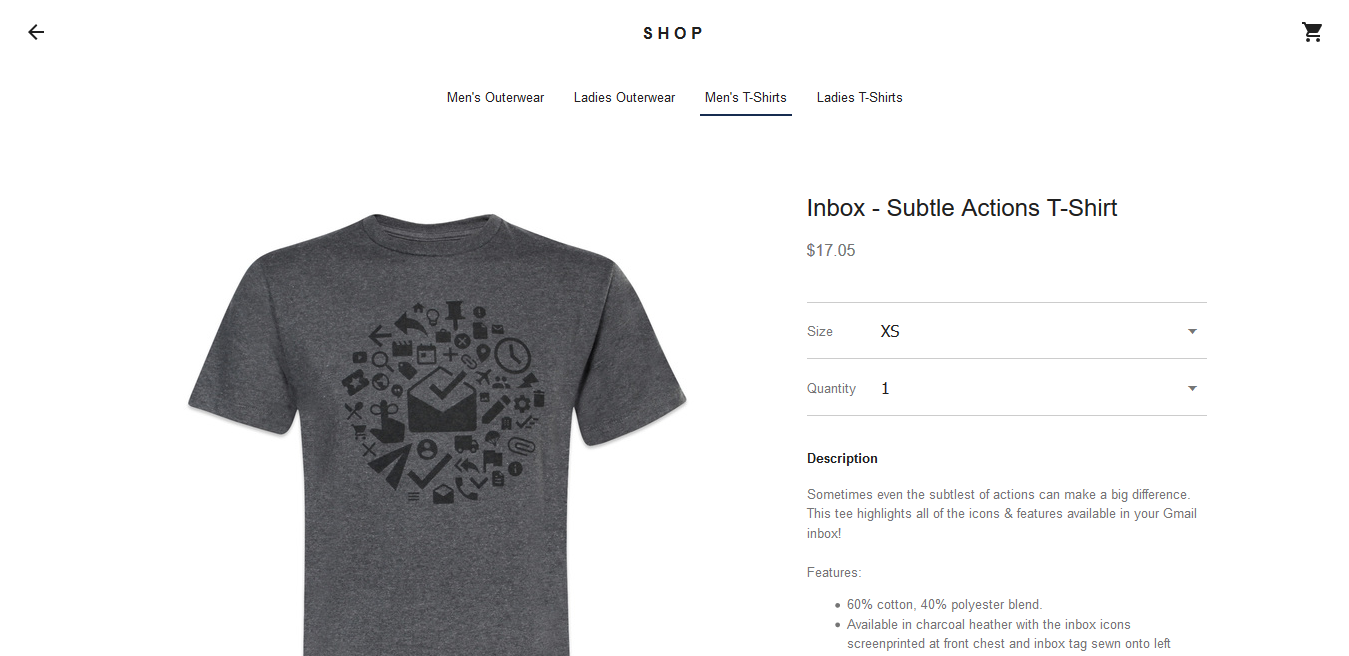 SHOP
Men's Outerwear
Ladies Outerwear
Men's T-Shirts
Ladies T-Shirts
Inbox - Subtle Actions T-Shirt
$17.05
Size XS
Quantity 1
Description
Sometimes even the subtlest of actions can make a big difference.
This tee highlights all of the icons & features available in your Gmail
inbox!
Features:
60% cotton, 40% polyester blend.
Available in charcoal heather with the inbox icons
screenprinted at front chest and inbox tag sewn onto left